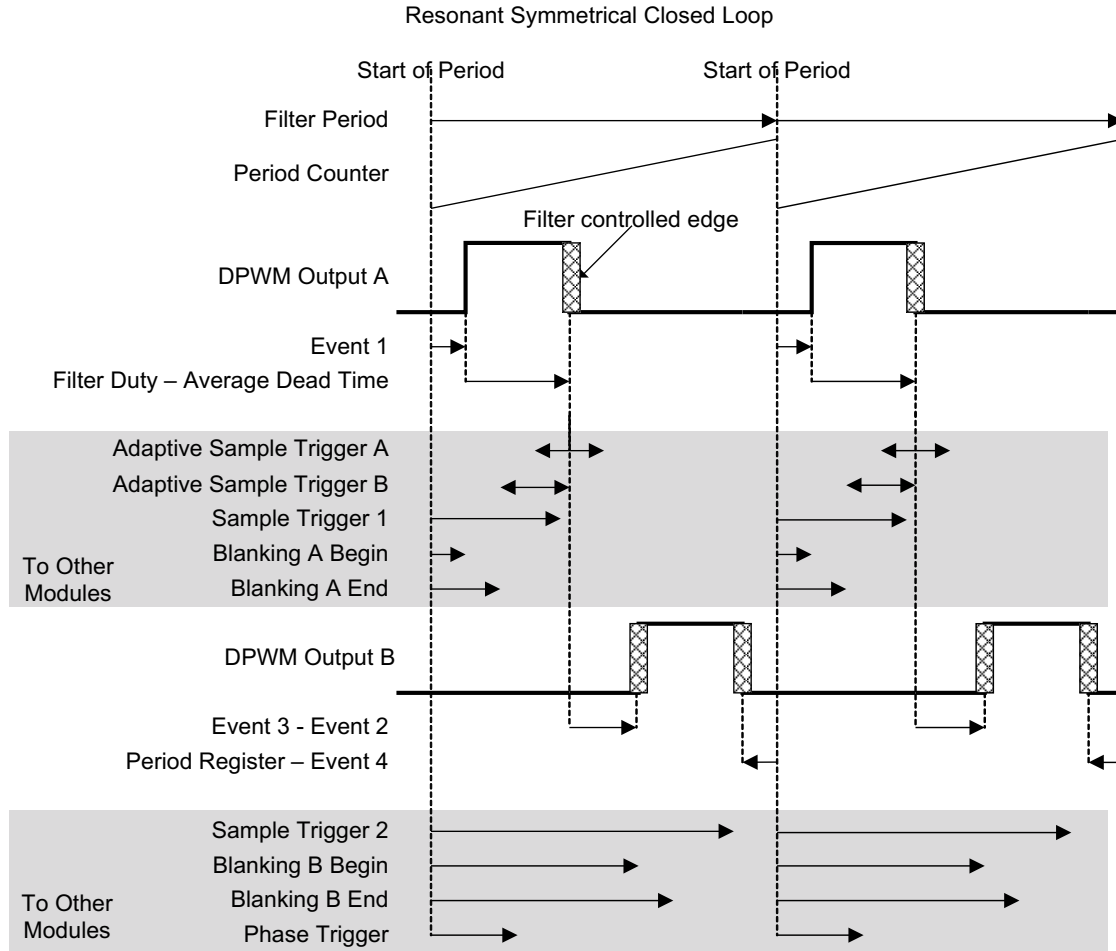 Resonant Symmetrical Closed Loop
Start of Period
Start of Period
Filter Period
Period Counter
Filter controlled edge
DPWM Output A
Event 1
Filter Duty – Average Dead Time
Adaptive Sample Trigger A
Adaptive Sample Trigger B
Sample Trigger 1
Blanking A Begin
Blanking A End
To Other
Modules
DPWM Output B
Event 3 - Event 2
Period Register – Event 4
Sample Trigger 2
Blanking B Begin
Blanking B End
Phase Trigger
To Other
Modules